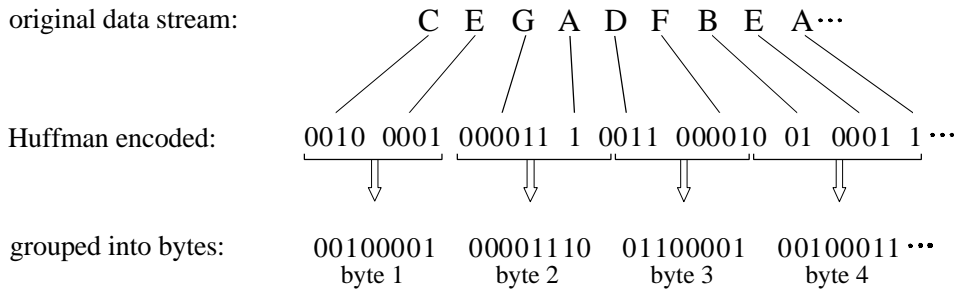 original data stream: C E G A D F B E A ···
Huffman encoded: 0010 0001 000011 1 0011 000010 01 0001 1 ···
grouped into bytes: 00100001 00001110 01100001 00100011 ···
byte 1 byte 2 byte 3 byte 4